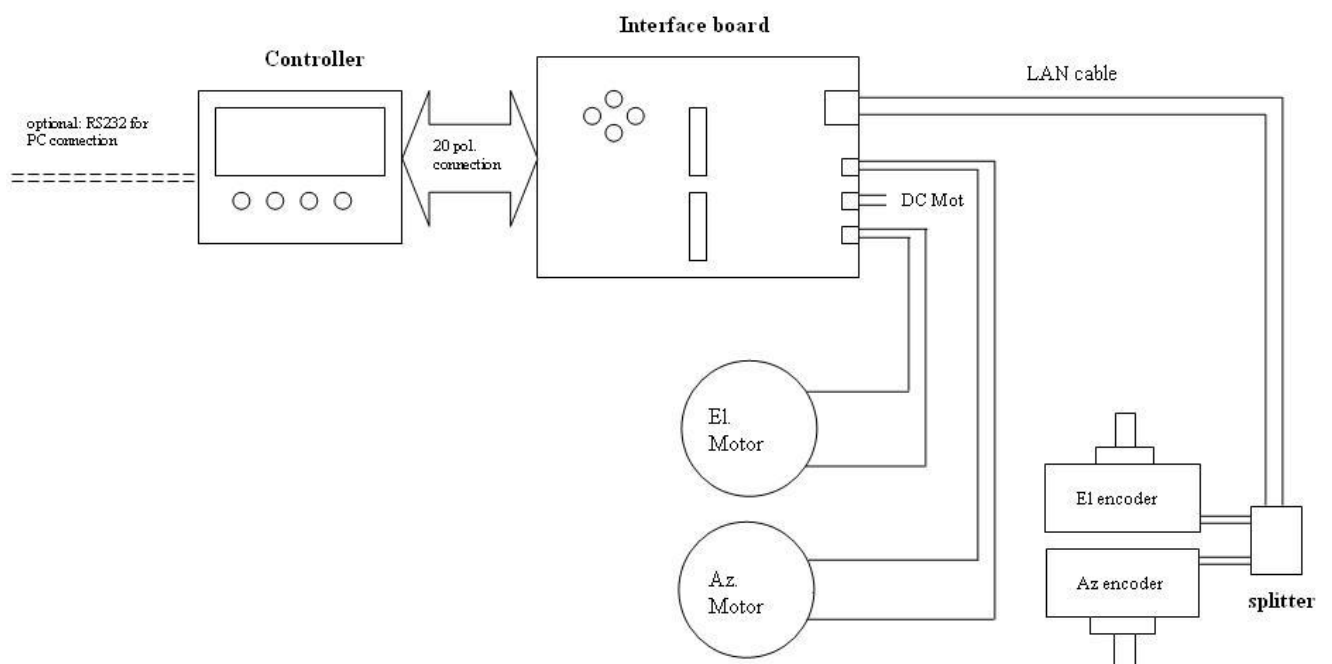 Interface board
Controller
LAN cable
optional: RS232 for
PC connection
20 pol.
connection
DC Mot
El.
Motor
El encoder
Az.
Motor
Az encoder
splitter